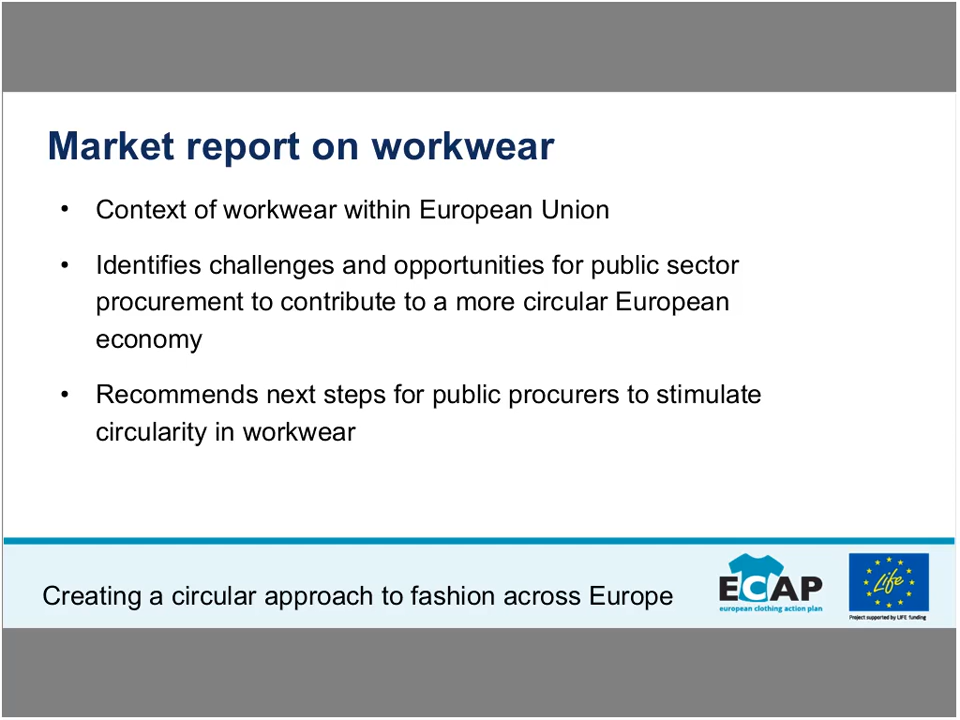 Market report on workwear
• Context of workwear within European Union
• Identifies challenges and opportunities for public sector
procurement to contribute to a more circular European
economy
• Recommends next steps for public procurers to stimulate
circularity in workwear
Creating a circular approach to fashion across Europe
ECAP
european clothing action plan
Life
Project supported by LIFE funding